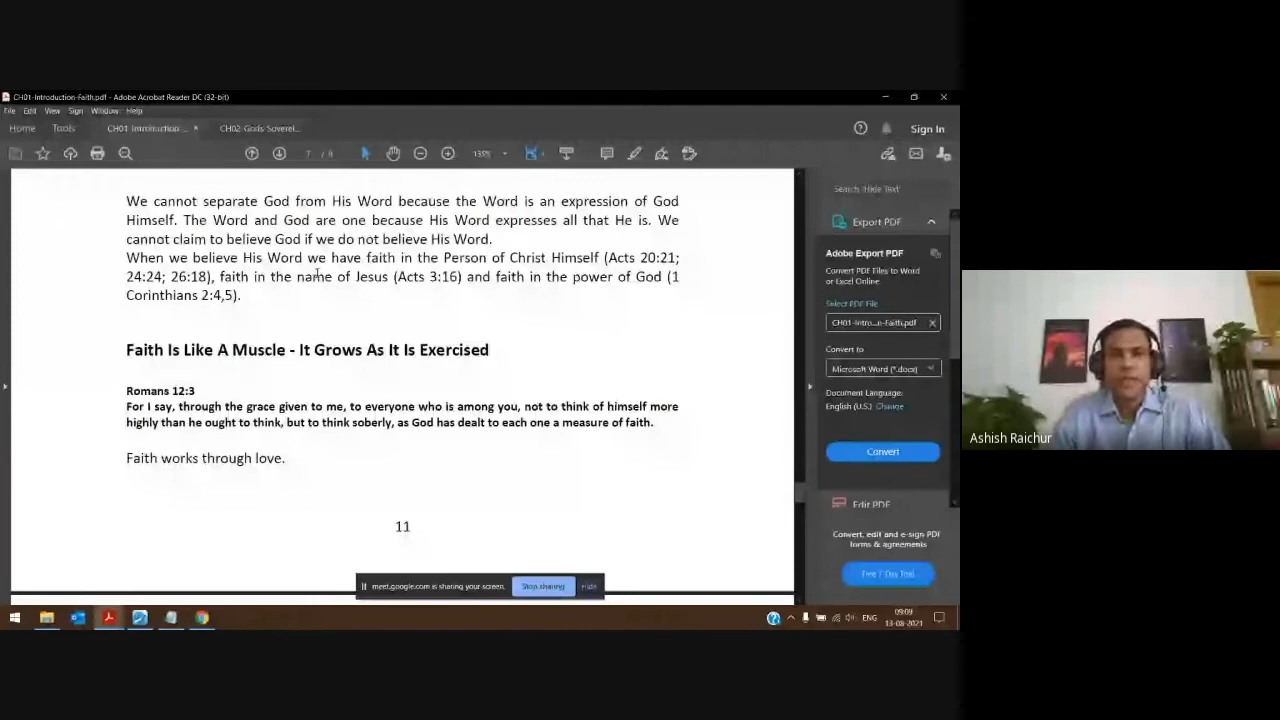 CH01-Introduction-Faith.pdf - Adobe Acrobat Reader DC (32-bit)
File Edit View Sign Window Help
Home Tools CH01-Introduction ... × CH02-Gods-Soverei... Sign In
7 / 8 135%
We cannot separate God from His Word because the Word is an expression of God
Himself. The Word and God are one because His Word expresses all that He is. We
cannot claim to believe God if we do not believe His Word.
When we believe His Word we have faith in the Person of Christ Himself (Acts 20:21;
24:24; 26:18), faith in the name of Jesus (Acts 3:16) and faith in the power of God (1
Corinthians 2:4,5).
Faith Is Like A Muscle - It Grows As It Is Exercised
Romans 12:3
For I say, through the grace given to me, to everyone who is among you, not to think of himself more
highly than he ought to think, but to think soberly, as God has dealt to each one a measure of faith.
Faith works through love.
11
Search 'Hide Text'
Export PDF
Adobe Export PDF
Convert PDF Files to Word
or Excel Online
Select PDF File
CH01-Intro...n-Faith.pdf ×
Convert to
Microsoft Word (*.docx)
Document Language:
English (U.S.) Change
Convert
Edit PDF
Convert, edit and e-sign PDF
forms & agreements
Free 7-Day Trial
meet.google.com is sharing your screen. Stop sharing Hide
ENG 09:09
13-08-2021
Ashish Raichur